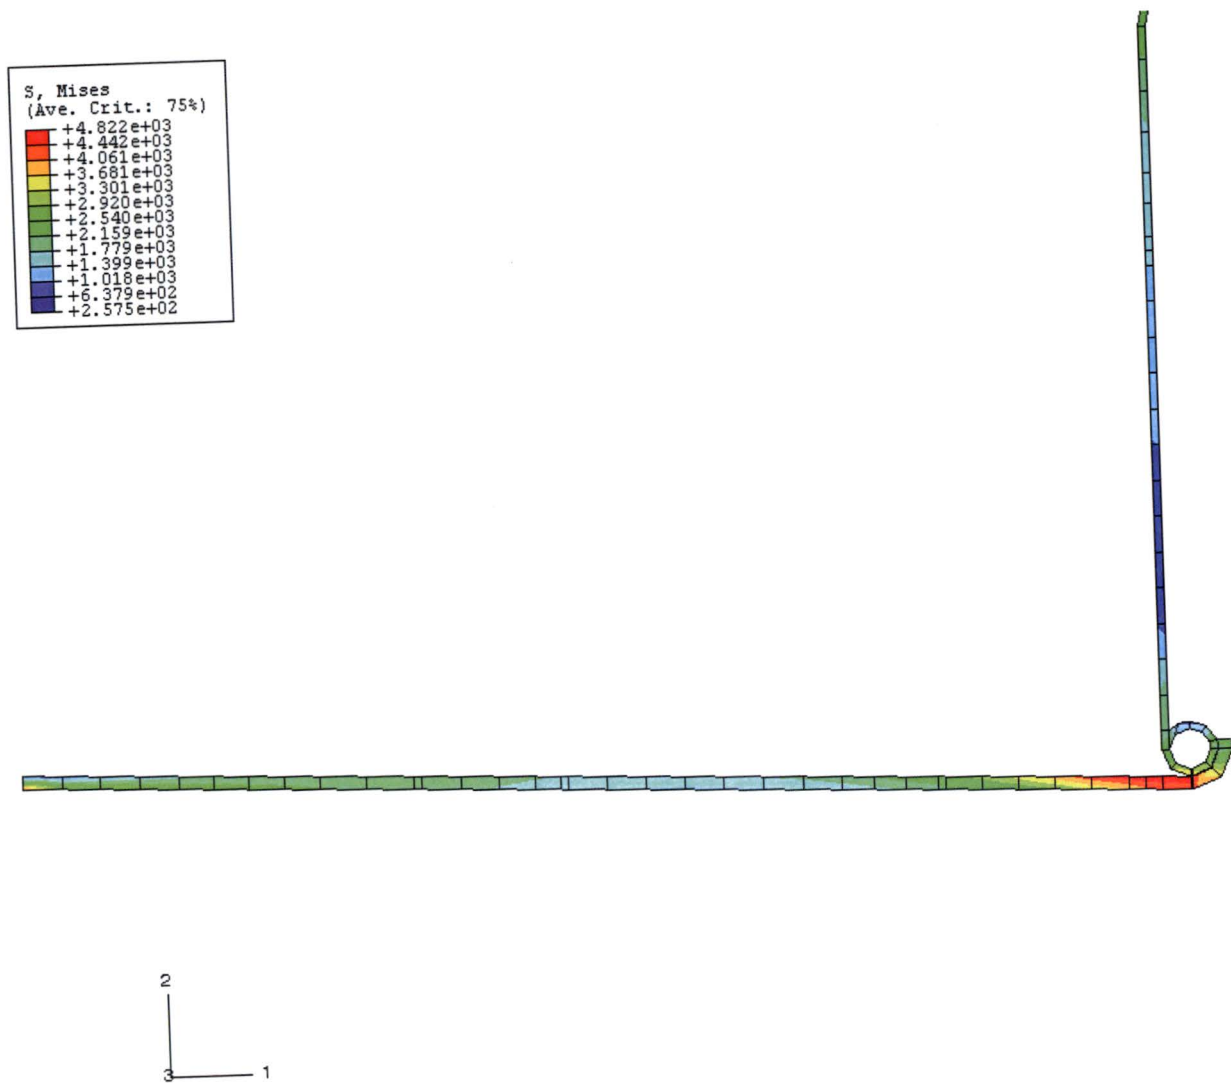 S, Mises
(Ave. Crit.: 75%)
+4.822e+03
+4.442e+03
+4.061e+03
+3.681e+03
+3.301e+03
+2.920e+03
+2.540e+03
+2.159e+03
+1.779e+03
+1.399e+03
+1.018e+03
+6.379e+02
+2.575e+02
2
3
1